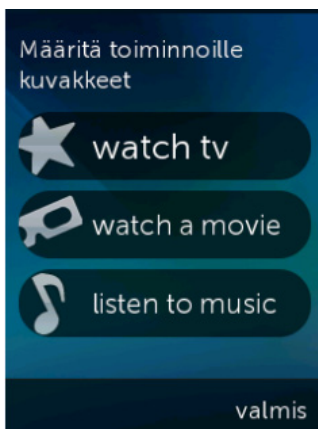 Määritä toiminnoille
kuvakkeet
watch tv
watch a movie
listen to music
valmis